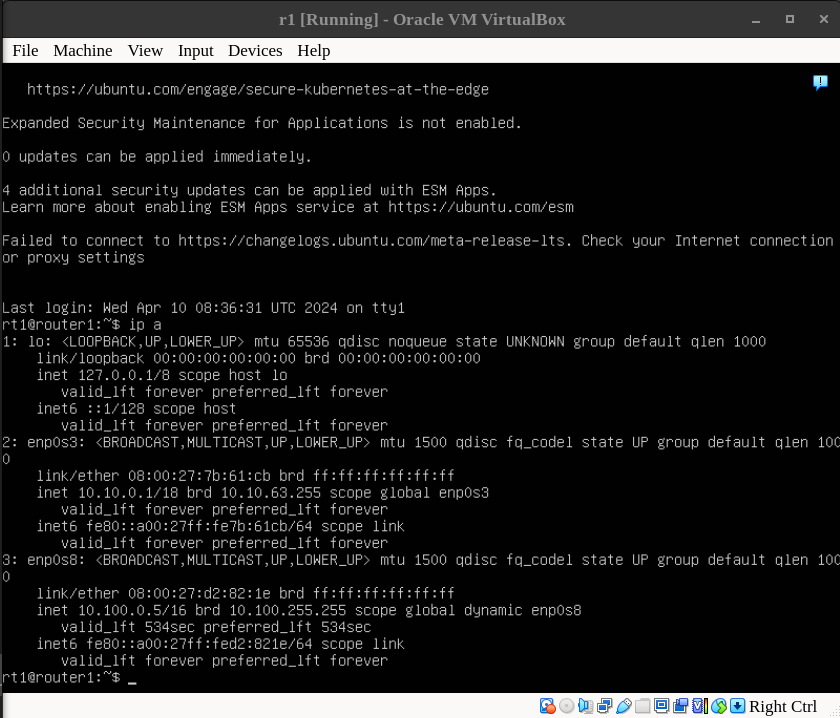 r1 [Running] - Oracle VM VirtualBox
File Machine View Input Devices Help
https://ubuntu.com/engage/secure-kubernetes-at-the-edge
Expanded Security Maintenance for Applications is not enabled.
0 updates can be applied immediately.
4 additional security updates can be applied with ESM Apps.
Learn more about enabling ESM Apps service at https://ubuntu.com/esm
Failed to connect to https://changelogs.ubuntu.com/meta-release-lts. Check your Internet connection
or proxy settings
Last login: Wed Apr 10 08:36:31 UTC 2024 on tty1
rt1@router1:~$ ip a
1: lo: <LOOPBACK,UP,LOWER_UP> mtu 65536 qdisc noqueue state UNKNOWN group default qlen 1000
link/loopback 00:00:00:00:00:00 brd 00:00:00:00:00:00
inet 127.0.0.1/8 scope host lo
valid_lft forever preferred_lft forever
inet6 ::1/128 scope host
valid_lft forever preferred_lft forever
2: enp0s3: <BROADCAST,MULTICAST,UP,LOWER_UP> mtu 1500 qdisc fq_codel state UP group default qlen 100
0
link/ether 08:00:27:7b:61:cb brd ff:ff:ff:ff:ff:ff
inet 10.10.0.1/18 brd 10.10.63.255 scope global enp0s3
valid_lft forever preferred_lft forever
inet6 fe80::a00:27ff:fe7b:61cb/64 scope link
valid_lft forever preferred_lft forever
3: enp0s8: <BROADCAST,MULTICAST,UP,LOWER_UP> mtu 1500 qdisc fq_codel state UP group default qlen 100
0
link/ether 08:00:27:d2:82:1e brd ff:ff:ff:ff:ff:ff
inet 10.100.0.5/16 brd 10.100.255.255 scope global dynamic enp0s8
valid_lft 534sec preferred_lft 534sec
inet6 fe80::a00:27ff:fed2:821e/64 scope link
valid_lft forever preferred_lft forever
rt1@router1:~$ _
Right Ctrl